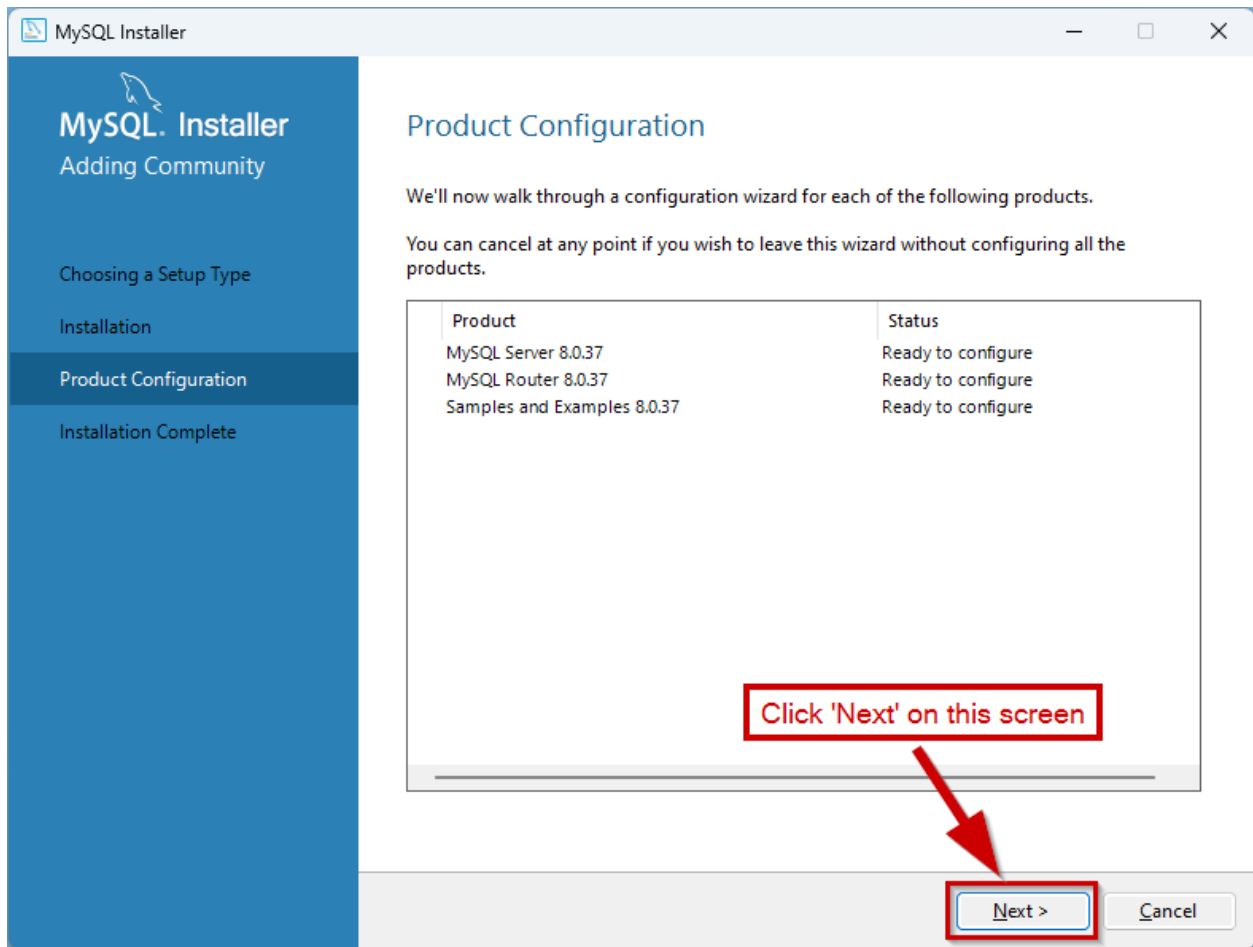 MySQL Installer
MySQL. Installer
Adding Community
Choosing a Setup Type
Installation
Product Configuration
Installation Complete
Product Configuration
We'll now walk through a configuration wizard for each of the following products.
You can cancel at any point if you wish to leave this wizard without configuring all the
products.
Product Status
MySQL Server 8.0.37 Ready to configure
MySQL Router 8.0.37 Ready to configure
Samples and Examples 8.0.37 Ready to configure
Click 'Next' on this screen
Next > Cancel